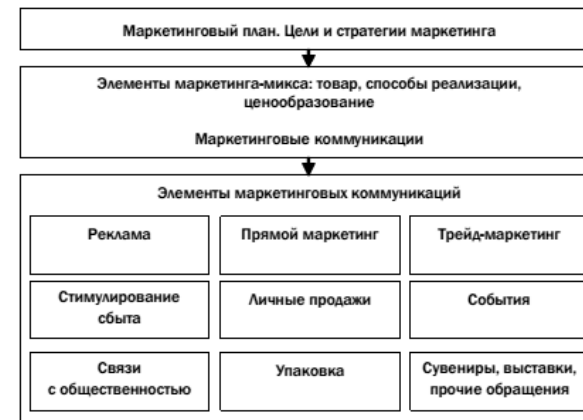 Маркетинговый план. Цели и стратегии маркетинга
Элементы маркетинга-микса: товар, способы реализации,
ценообразование
Маркетинговые коммуникации
Элементы маркетинговых коммуникаций
Реклама
Прямой маркетинг
Трейд-маркетинг
Стимулирование
сбыта
Личные продажи
События
Связи
с общественностью
Упаковка
Сувениры, выставки,
прочие обращения